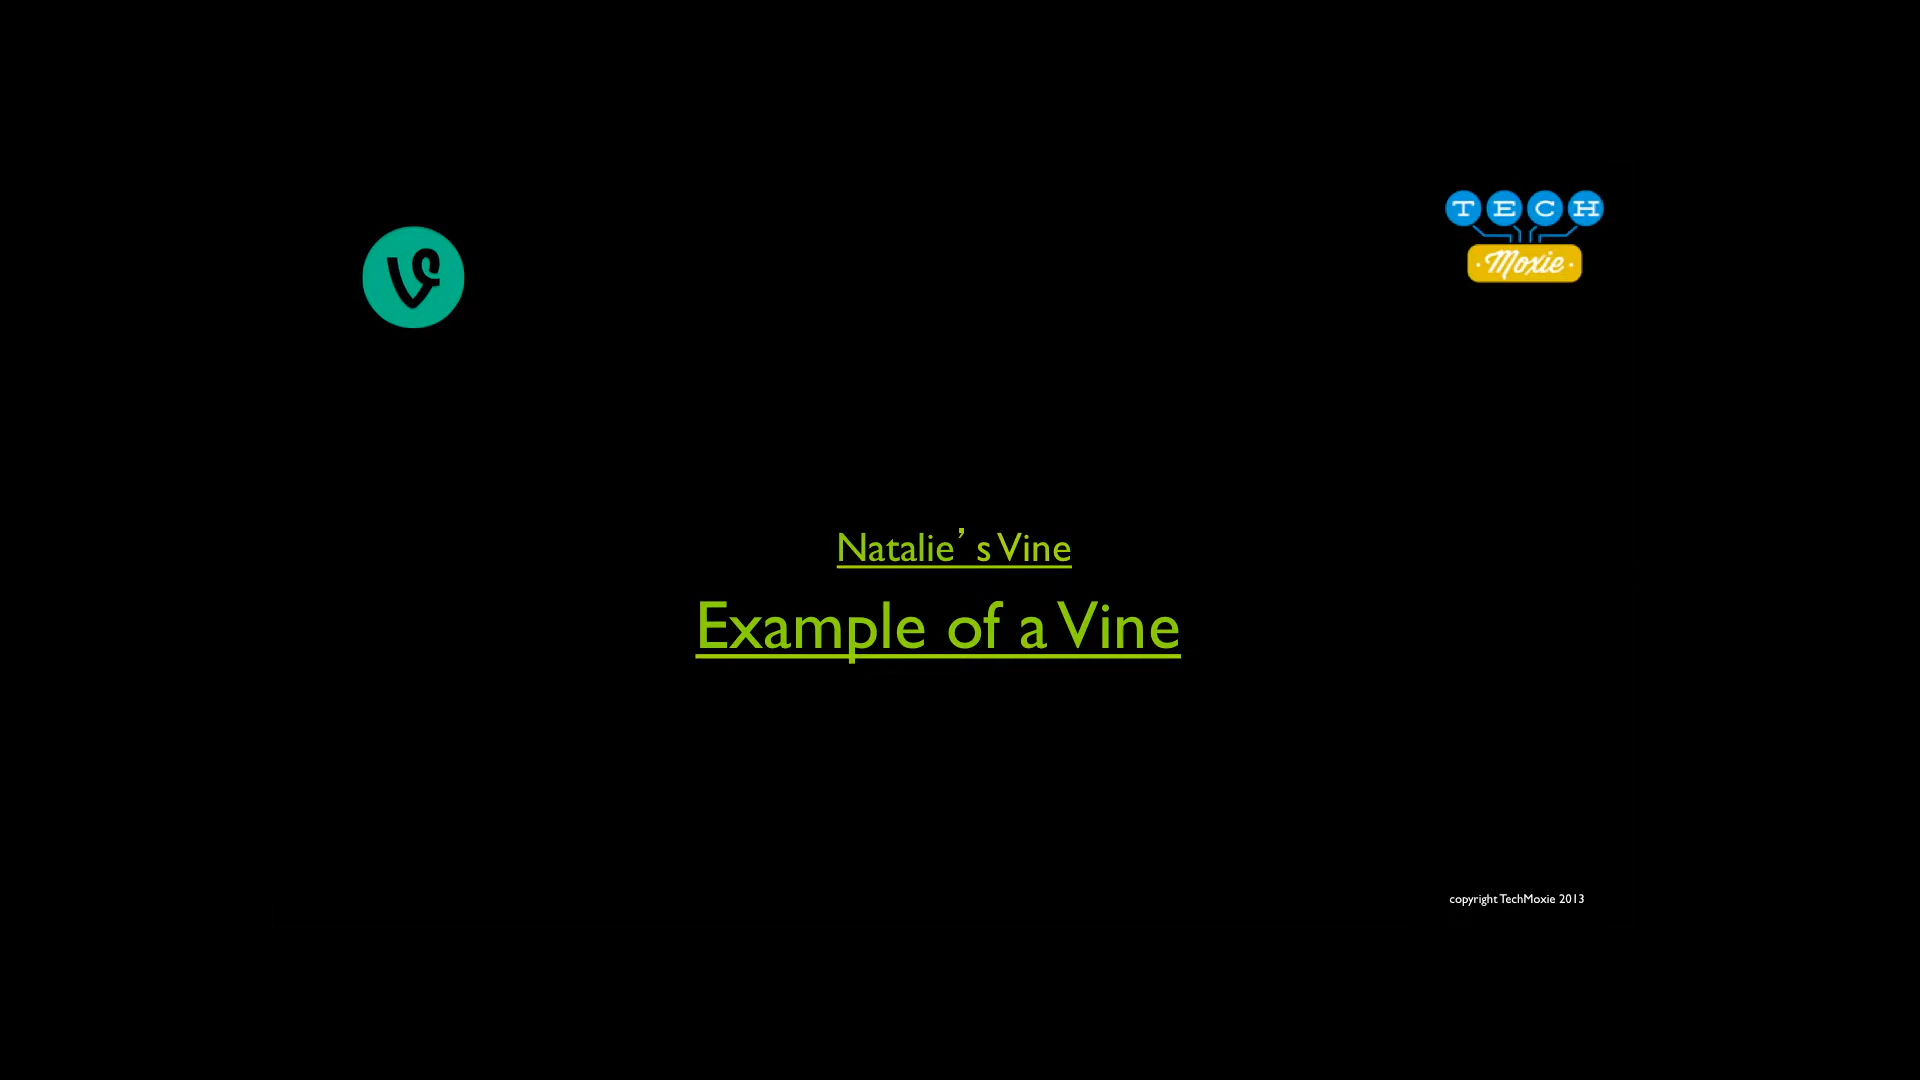 TECH
Moxie
Natalie’s Vine
Example of a Vine
copyright TechMoxie 2013